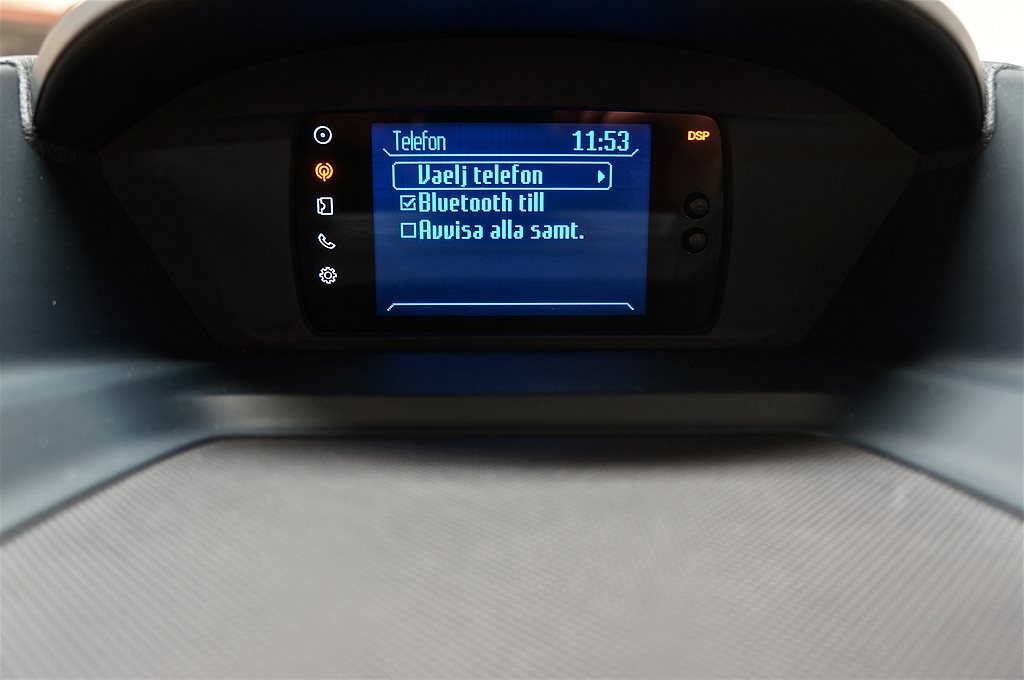 Telefon 11:53
DSP
Vaelj telefon
Bluetooth till
Avvisa alla samt.